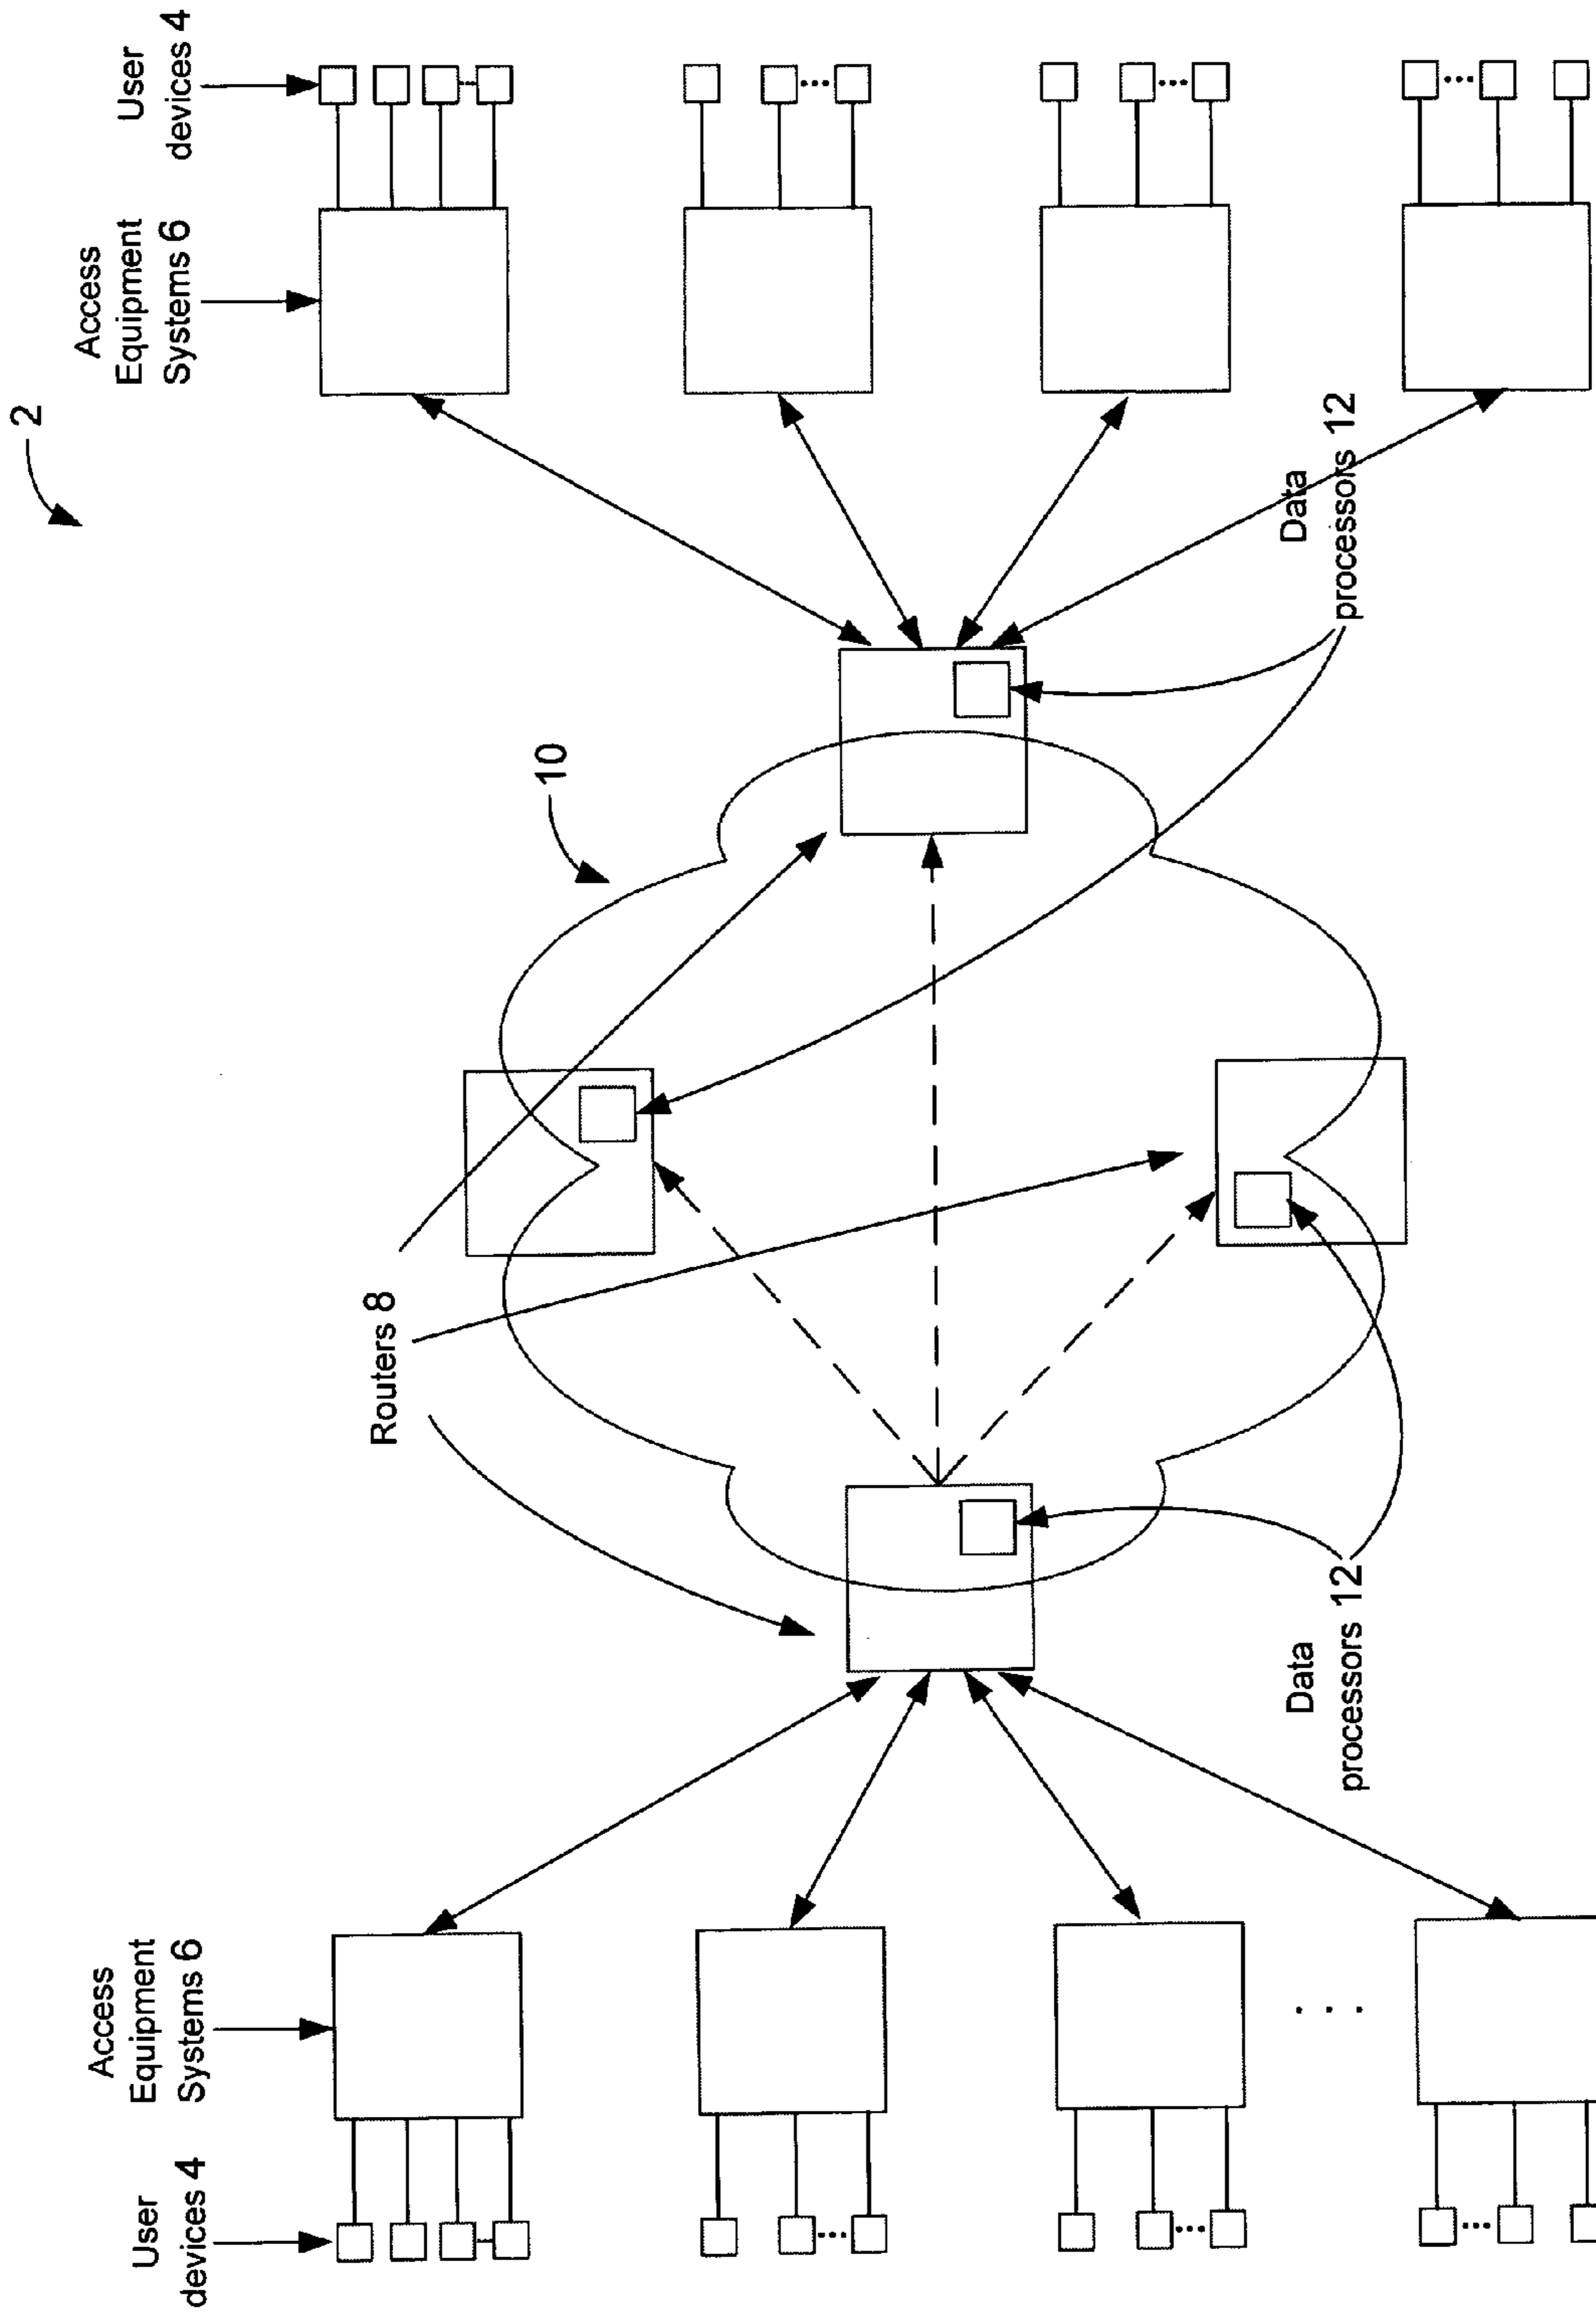 2
User
devices 4
Access
Equipment
Systems 6
Routers 8
10
Data
processors 12
Access
Equipment
Systems 6
User
devices 4
Data
processors 12